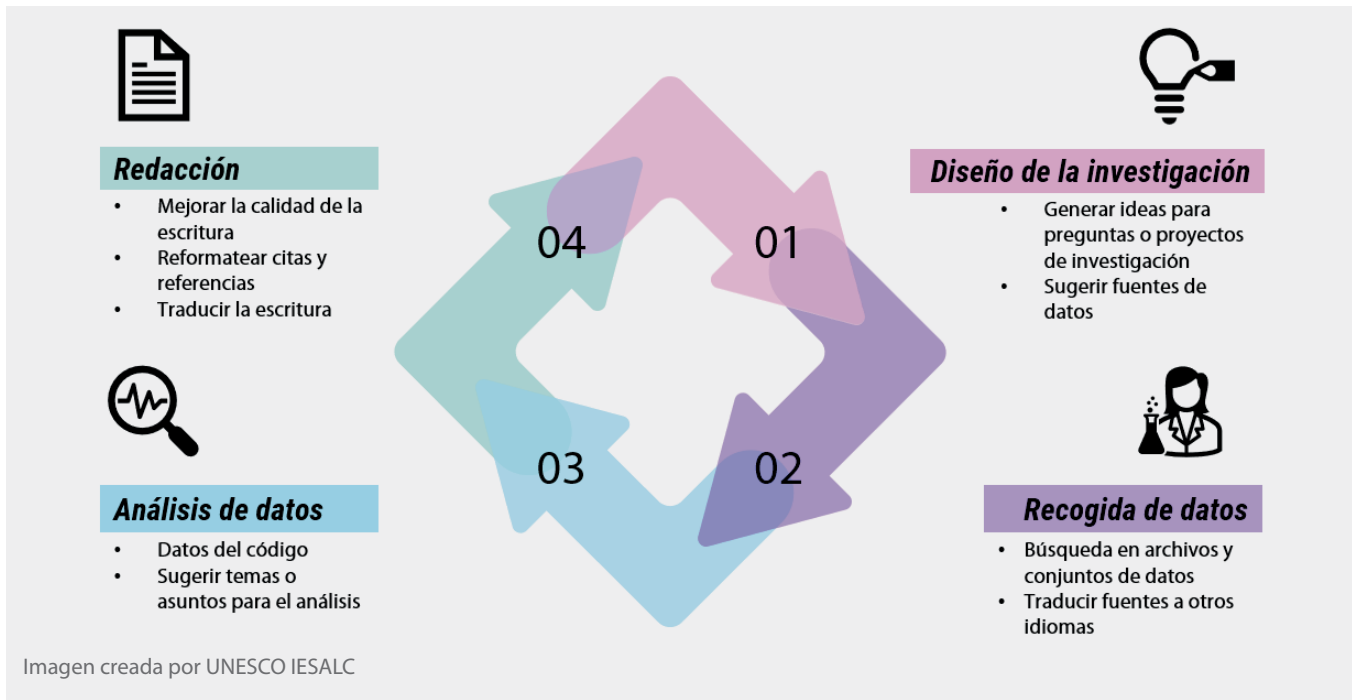 Redacción
• Mejorar la calidad de la
escritura
• Reformatear citas y
referencias
• Traducir la escritura
Diseño de la investigación
• Generar ideas para
preguntas o proyectos
de investigación
• Sugerir fuentes de
datos
04
01
03
02
Análisis de datos
• Datos del código
• Sugerir temas o
asuntos para el análisis
Recogida de datos
• Búsqueda en archivos y
conjuntos de datos
• Traducir fuentes a otros
idiomas
Imagen creada por UNESCO IESALC